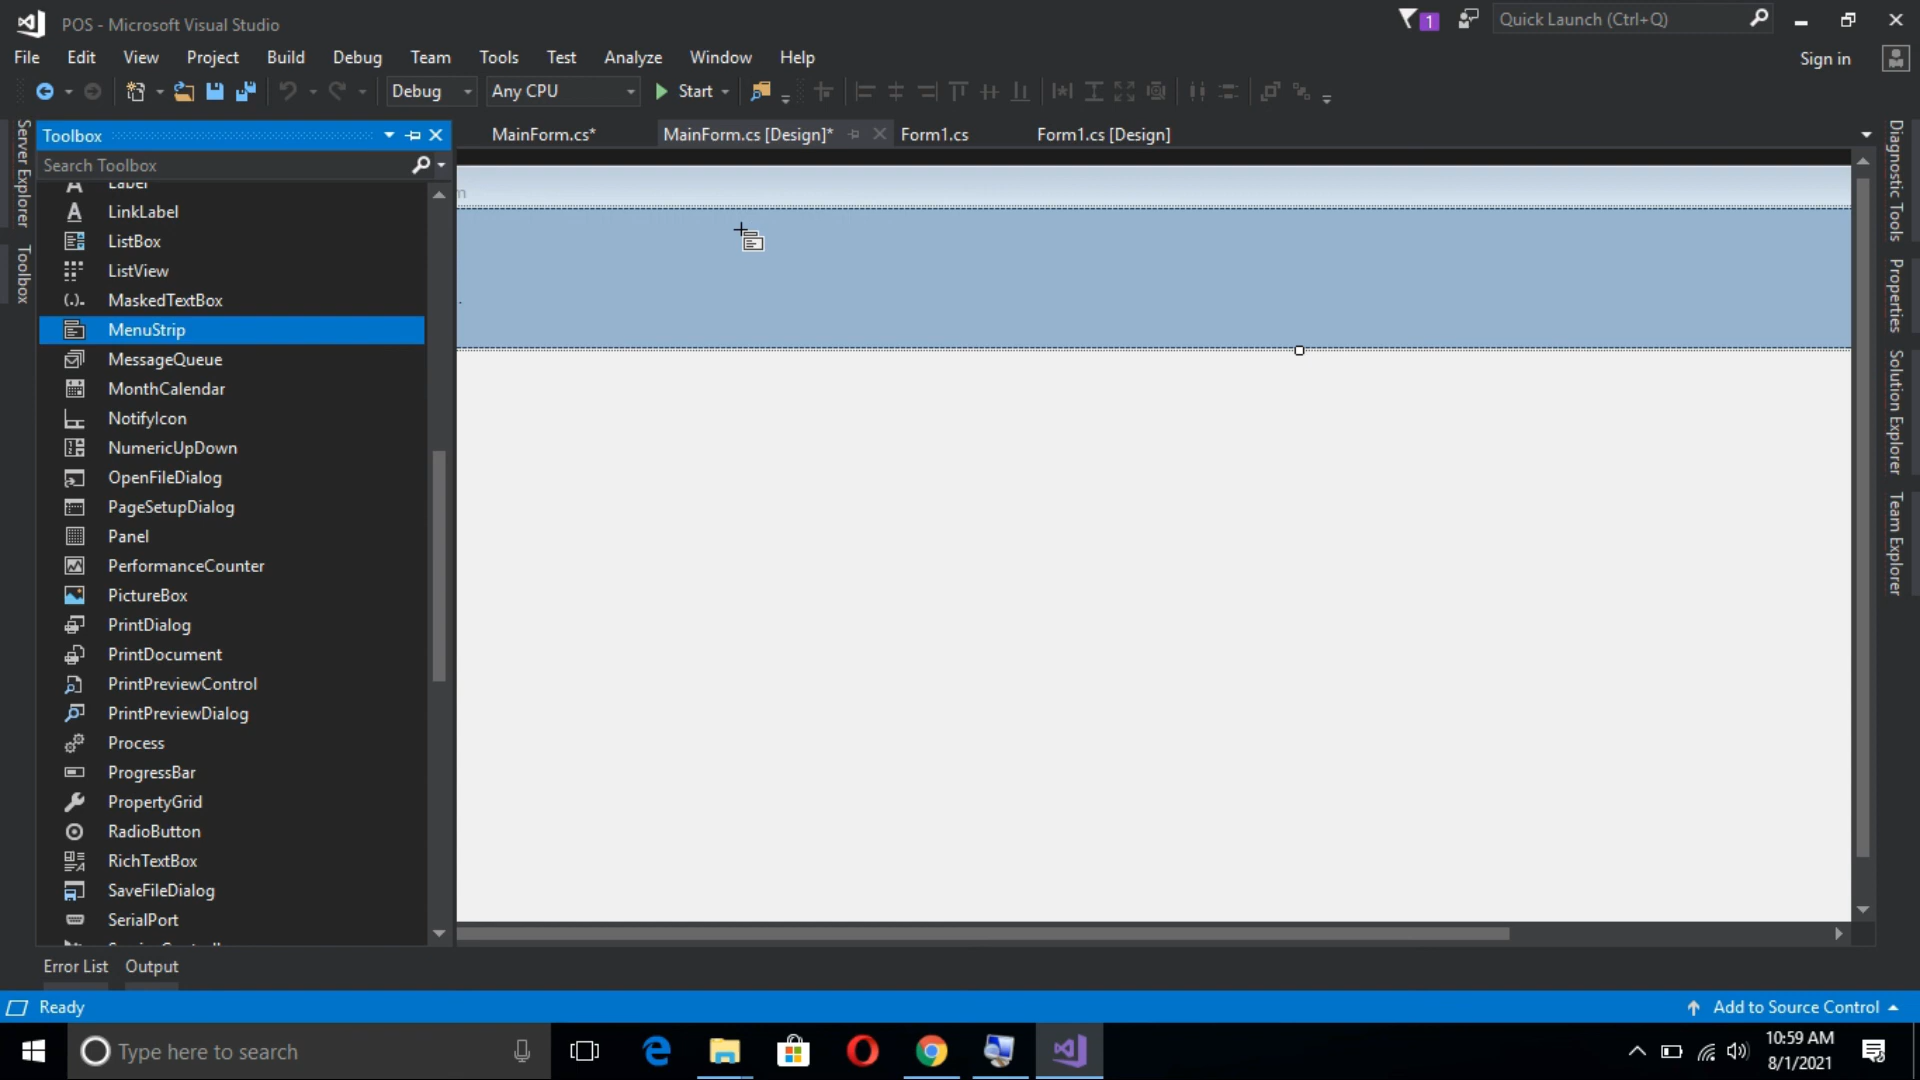 POS - Microsoft Visual Studio
1
Quick Launch (Ctrl+Q)
File Edit View Project Build Debug Team Tools Test Analyze Window Help
Sign in
Debug Any CPU Start
Server Explorer
Toolbox
Toolbox
Search Toolbox
MainForm.cs* MainForm.cs [Design]* Form1.cs Form1.cs [Design]
m
Label
LinkLabel
ListBox
ListView
MaskedTextBox
MenuStrip
MessageQueue
MonthCalendar
NotifyIcon
NumericUpDown
OpenFileDialog
PageSetupDialog
Panel
PerformanceCounter
PictureBox
PrintDialog
PrintDocument
PrintPreviewControl
PrintPreviewDialog
Process
ProgressBar
PropertyGrid
RadioButton
RichTextBox
SaveFileDialog
SerialPort
Diagnostic Tools
Properties
Solution Explorer
Team Explorer
Error List Output
Ready
Add to Source Control
Type here to search
10:59 AM
8/1/2021